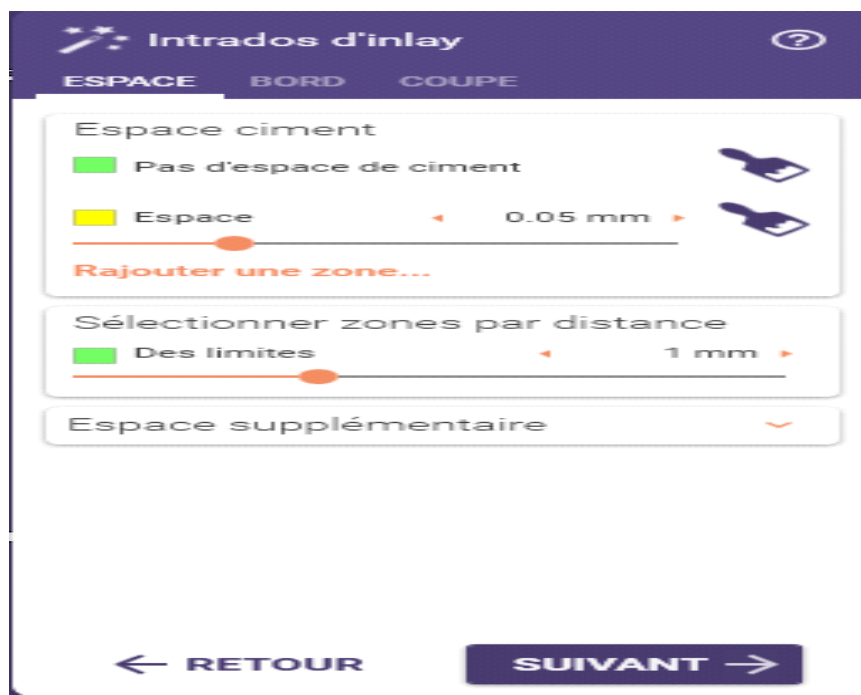 Intrados d'inlay
ESPACE BORD COUPE
Espace ciment
Pas d'espace de ciment
Espace 0.05 mm
Rajouter une zone...
Sélectionner zones par distance
Des limites 1 mm
Espace supplémentaire
← RETOUR SUIVANT →